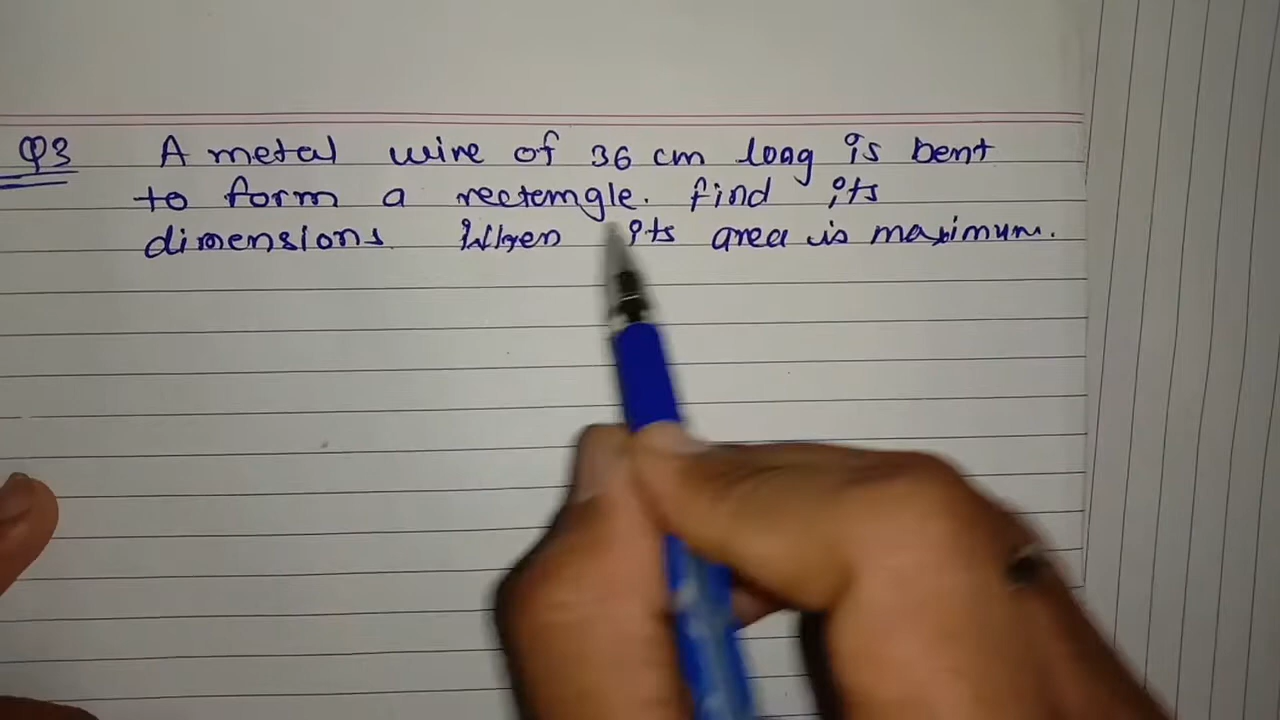 Q3 A metal wire of 36 cm long is bent
to form a rectemgle. find its
dimensions When its area is maximum.